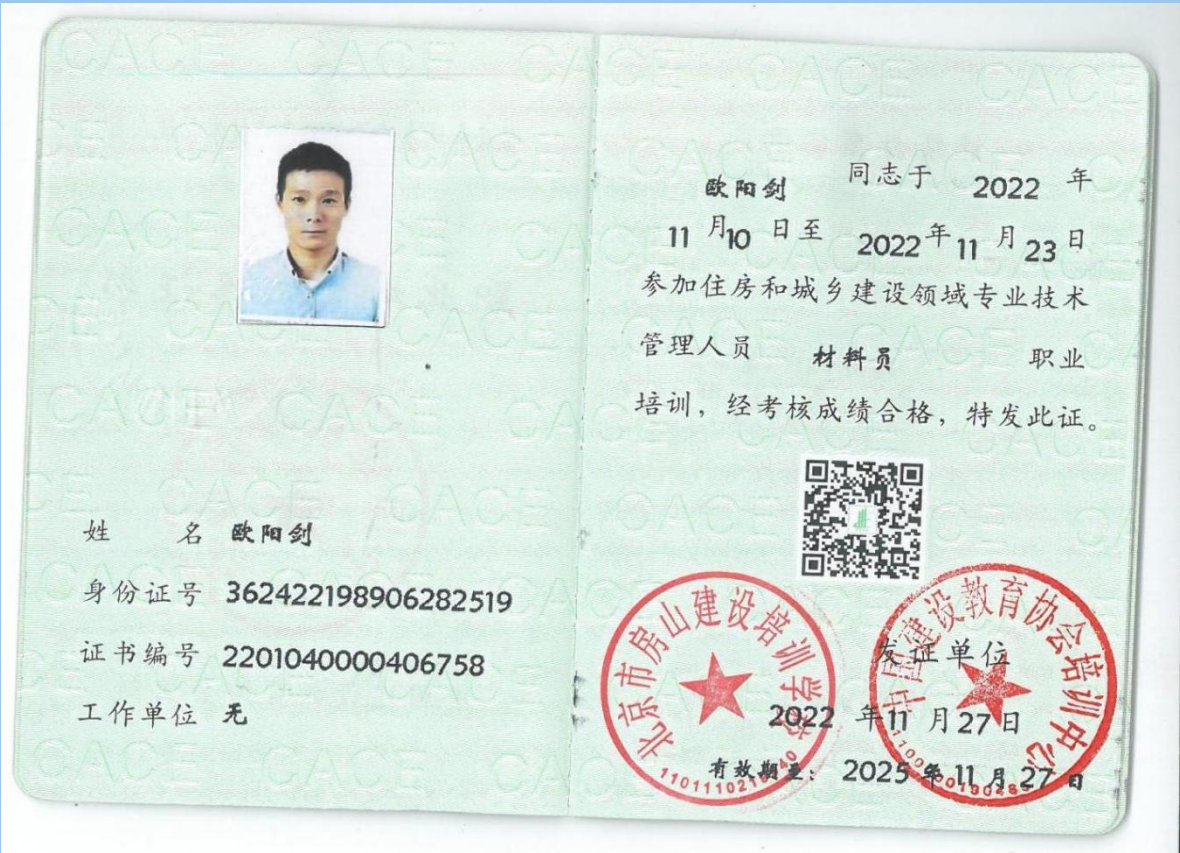 姓 名 欧阳剑
身份证号 362422198906282519
证书编号 2201040000406758
工作单位 无
欧阳剑 同志于 2022 年
11 月 10 日至 2022 年 11 月 23 日
参加住房和城乡建设领域专业技术
管理人员 材料员 职业
培训，经考核成绩合格，特发此证。
北京市房山建设培训学校
中国建设教育协会培训中心
发证单位
2022 年 11 月 27 日
有效期至： 2025 年 11 月 27 日
CACE